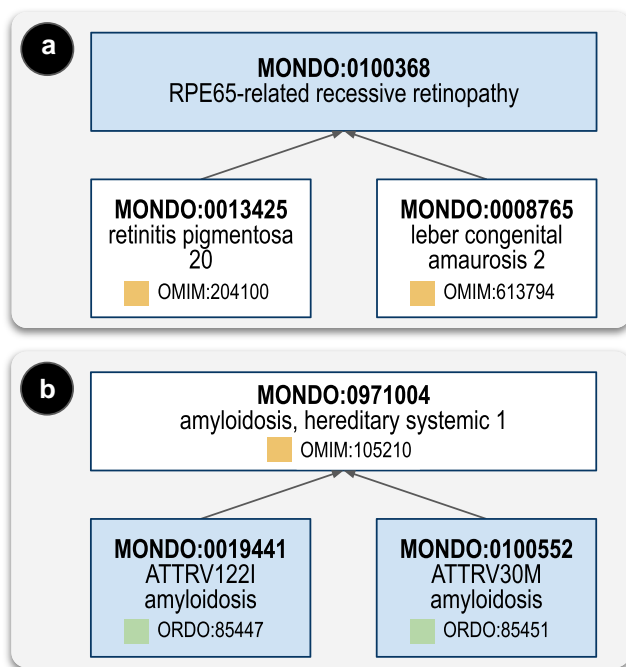 a
MONDO:0100368
RPE65-related recessive retinopathy
MONDO:0013425
retinitis pigmentosa
20
OMIM:204100
MONDO:0008765
leber congenital
amaurosis 2
OMIM:613794
b
MONDO:0971004
amyloidosis, hereditary systemic 1
OMIM:105210
MONDO:0019441
ATTRV122I
amyloidosis
ORDO:85447
MONDO:0100552
ATTRV30M
amyloidosis
ORDO:85451